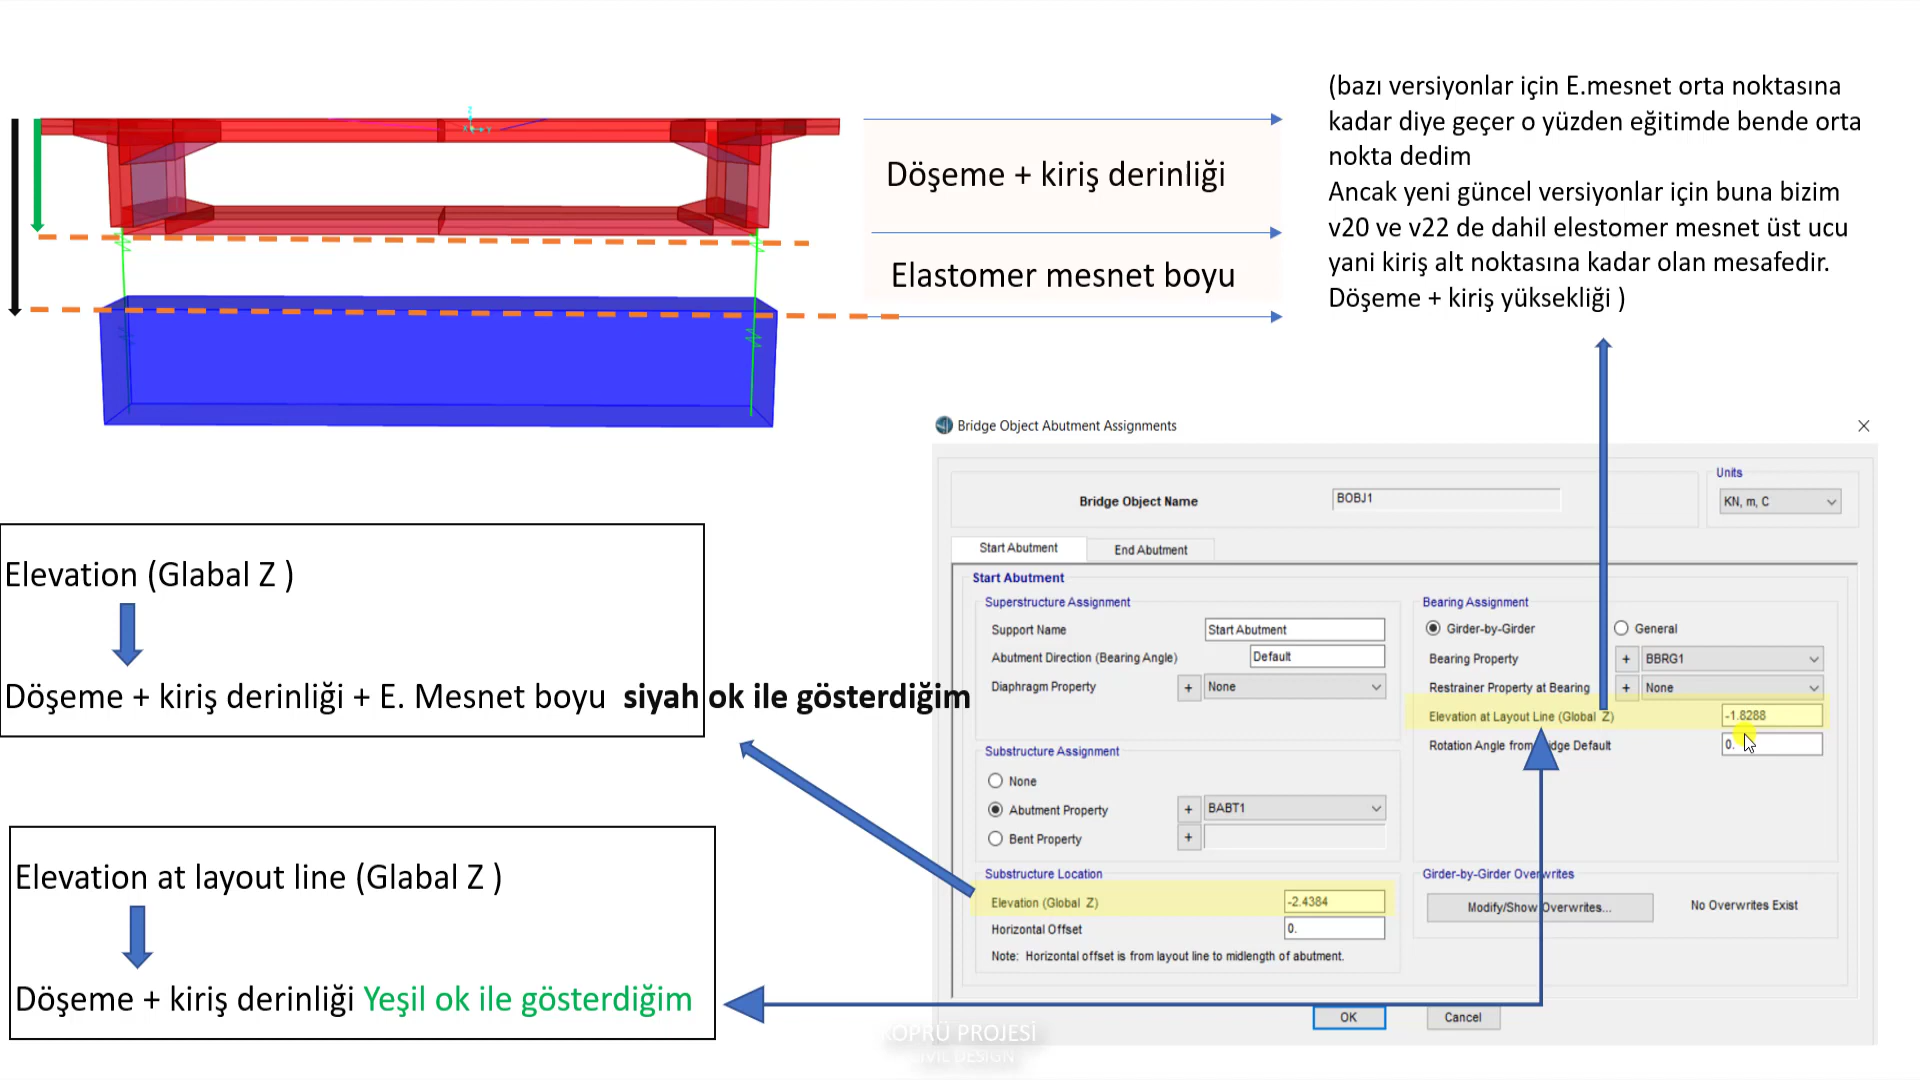 (bazı versiyonlar için E.mesnet orta noktasına
kadar diye geçer o yüzden eğitimde bende orta
nokta dedim
Ancak yeni güncel versiyonlar için buna bizim
v20 ve v22 de dahil elestomer mesnet üst ucu
yani kiriş alt noktasına kadar olan mesafedir.
Döşeme + kiriş yüksekliği )
Döşeme + kiriş derinliği
Elastomer mesnet boyu
Elevation (Glabal Z )
Döşeme + kiriş derinliği + E. Mesnet boyu siyah ok ile gösterdiğim
Elevation at layout line (Glabal Z )
Döşeme + kiriş derinliği Yeşil ok ile gösterdiğim
Bridge Object Abutment Assignments
Bridge Object Name
BOBJ1
Units
KN, m, C
Start Abutment
End Abutment
Start Abutment
Superstructure Assignment
Support Name
Start Abutment
Abutment Direction (Bearing Angle)
Default
Diaphragm Property
+
None
Substructure Assignment
None
Abutment Property
+
BABT1
Bent Property
+
Substructure Location
Elevation (Global Z)
-2.4384
Horizontal Offset
0.
Note: Horizontal offset is from layout line to midlength of abutment.
Bearing Assignment
Girder-by-Girder
General
Bearing Property
+
BBRG1
Restrainer Property at Bearing
+
None
Elevation at Layout Line (Global Z)
-1.8288
Rotation Angle from Default
0.
Girder-by-Girder Overwrites
Modify/Show Overwrites...
No Overwrites Exist
OK
Cancel
KÖPRÜ PROJESİ
CIVIL DESIGN